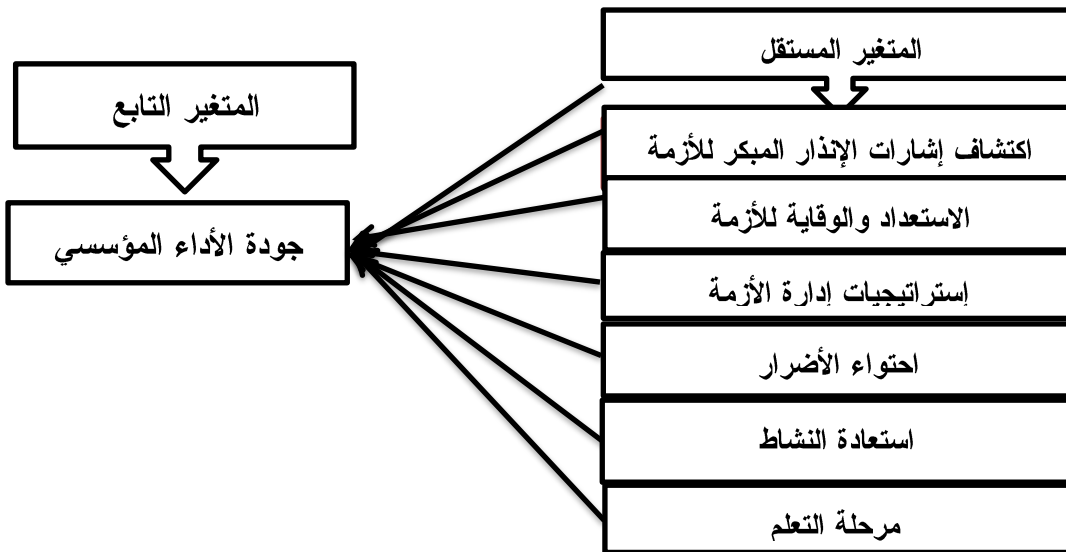 المتغير المستقل
اكتشاف إشارات الإنذار المبكر للأزمة
الاستعداد والوقاية للأزمة
إستراتيجيات إدارة الأزمة
احتواء الأضرار
استعادة النشاط
مرحلة التعلم
المتغير التابع
جودة الأداء المؤسسي